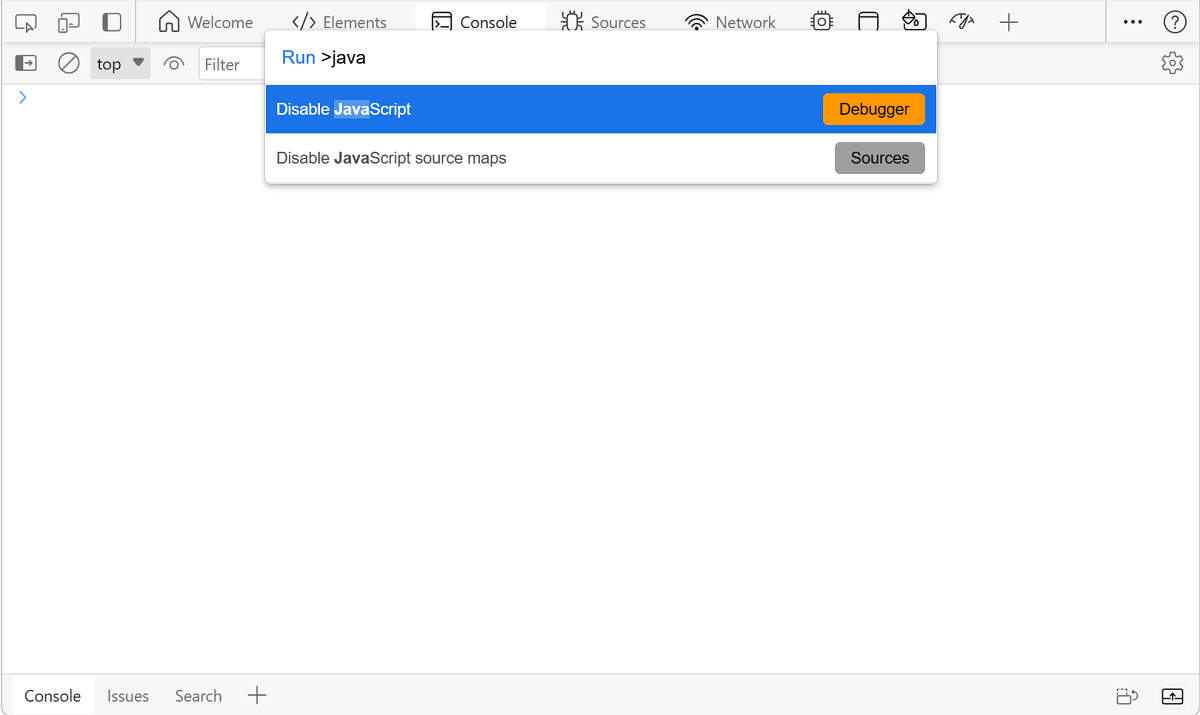 Welcome Elements Console Sources Network
top Filter
Run >java
Disable JavaScript Debugger
Disable JavaScript source maps Sources
Console Issues Search